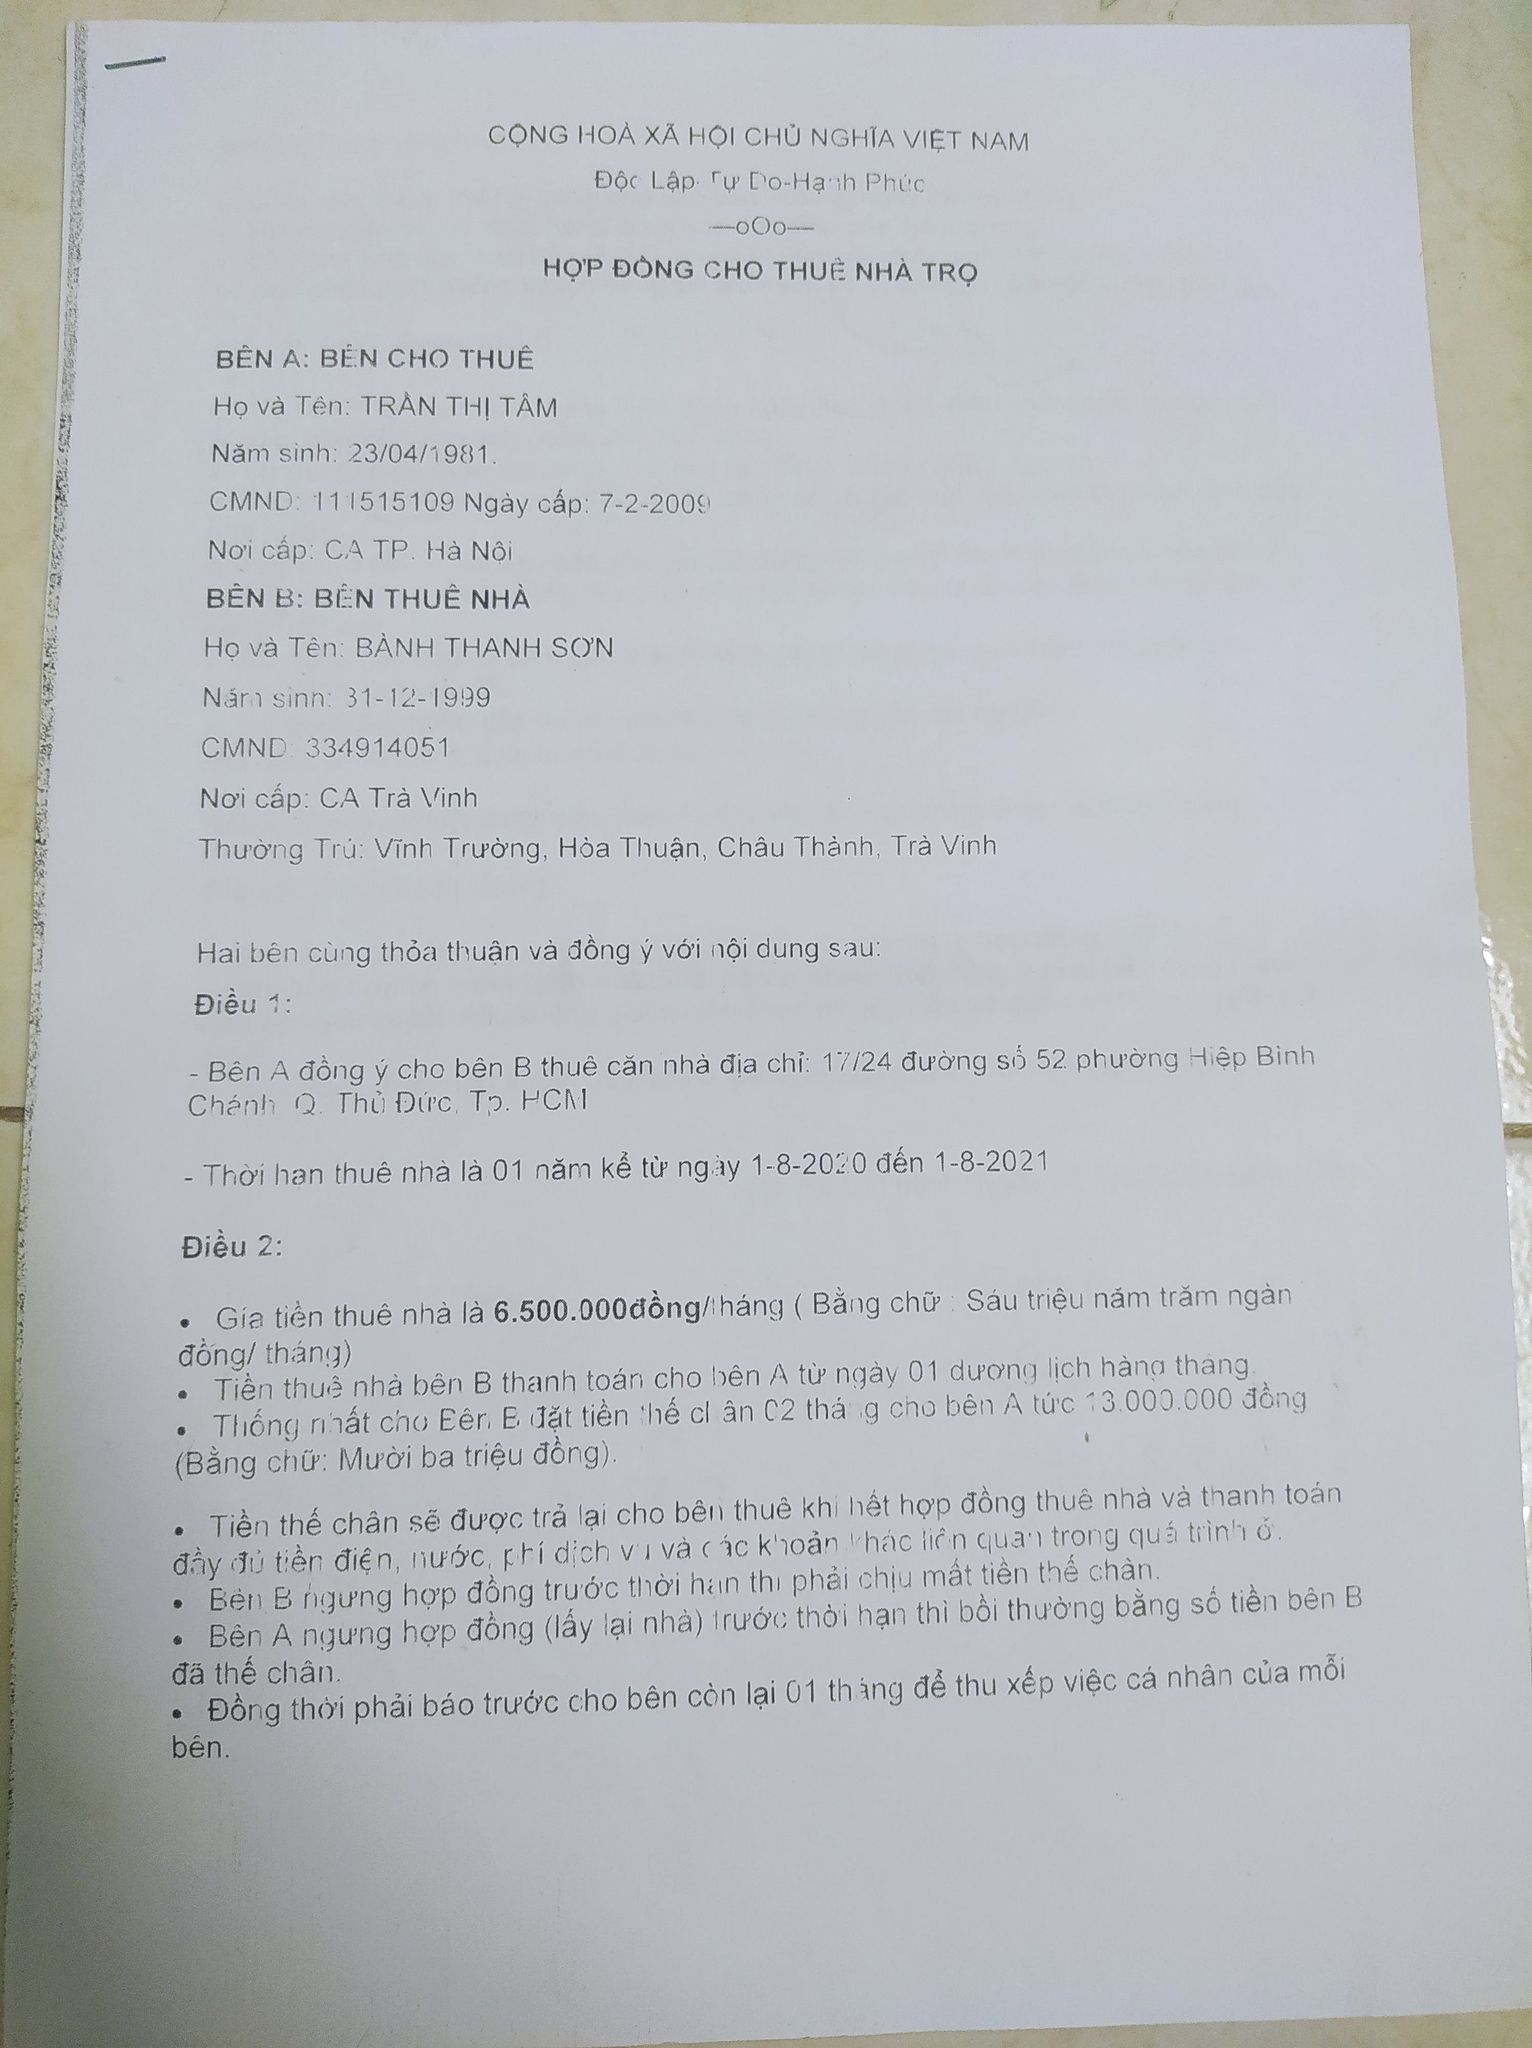 CỘNG HOÀ XÃ HỘI CHỦ NGHĨA VIỆT NAM
Độc Lập-Tự Do-Hạnh Phúc
—oOo—
HỢP ĐỒNG CHO THUÊ NHÀ TRỌ
BÊN A: BÊN CHO THUÊ
Họ và Tên: TRẦN THỊ TÂM
Năm sinh: 23/04/1981.
CMND: 111515109 Ngày cấp: 7-2-2009
Nơi cấp: CA TP. Hà Nội
BÊN B: BÊN THUÊ NHÀ
Họ và Tên: BÀNH THANH SƠN
Năm sinh: 31-12-1999
CMND: 334914051
Nơi cấp: CA Trà Vinh
Thường Trú: Vĩnh Trường, Hòa Thuận, Châu Thành, Trà Vinh
Hai bên cùng thỏa thuận và đồng ý với nội dung sau:
Điều 1:
- Bên A đồng ý cho bên B thuê căn nhà địa chỉ: 17/24 đường số 52 phường Hiệp Bình
Chánh, Q. Thủ Đức, Tp. HCM
- Thời hạn thuê nhà là 01 năm kể từ ngày 1-8-2020 đến 1-8-2021
Điều 2:
• Gía tiền thuê nhà là 6.500.000đồng/tháng ( Bằng chữ : Sáu triệu năm trăm ngàn
đồng/ tháng)
• Tiền thuê nhà bên B thanh toán cho bên A từ ngày 01 dương lịch hàng tháng.
• Thống nhất cho Bên B đặt tiền thế chân 02 tháng cho bên A tức 13.000.000 đồng
(Bằng chữ: Mười ba triệu đồng).
• Tiền thế chân sẽ được trả lại cho bên thuê khi hết hợp đồng thuê nhà và thanh toán
đầy đủ tiền điện, nước, phí dịch vụ và các khoản khác liên quan trong quá trình ở.
• Bên B ngưng hợp đồng trước thời hạn thì phải chịu mất tiền thế chân.
• Bên A ngưng hợp đồng (lấy lại nhà) trước thời hạn thì bồi thường bằng số tiền bên B
đã thế chân.
• Đồng thời phải báo trước cho bên còn lại 01 tháng để thu xếp việc cá nhân của mỗi
bên.